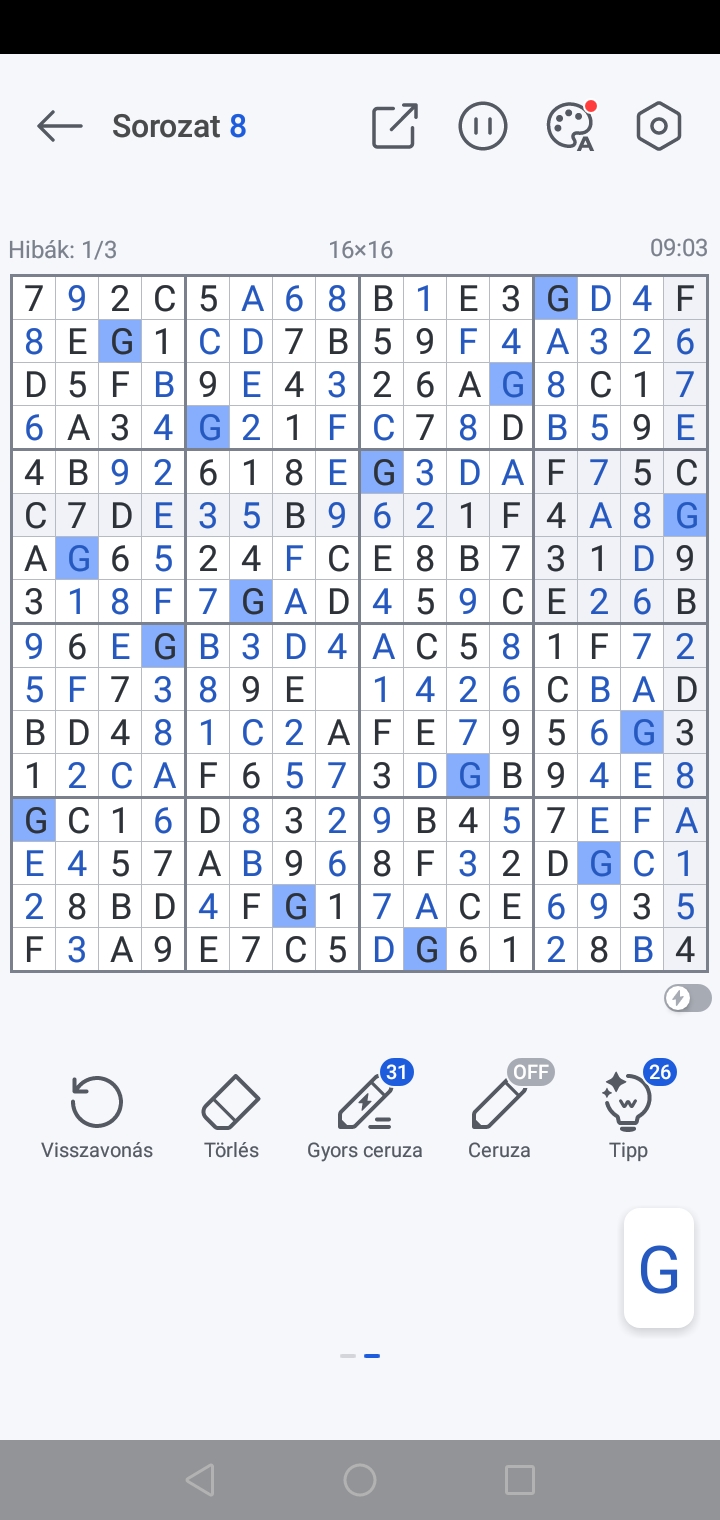 Sorozat 8
A
Hibák: 1/3 16×16 09:03
7 9 2 C 5 A 6 8 B 1 E 3 G D 4 F
8 E G 1 C D 7 B 5 9 F 4 A 3 2 6
D 5 F B 9 E 4 3 2 6 A G 8 C 1 7
6 A 3 4 G 2 1 F C 7 8 D B 5 9 E
4 B 9 2 6 1 8 E G 3 D A F 7 5 C
C 7 D E 3 5 B 9 6 2 1 F 4 A 8 G
A G 6 5 2 4 F C E 8 B 7 3 1 D 9
3 1 8 F 7 G A D 4 5 9 C E 2 6 B
9 6 E G B 3 D 4 A C 5 8 1 F 7 2
5 F 7 3 8 9 E 1 4 2 6 C B A D
B D 4 8 1 C 2 A F E 7 9 5 6 G 3
1 2 C A F 6 5 7 3 D G B 9 4 E 8
G C 1 6 D 8 3 2 9 B 4 5 7 E F A
E 4 5 7 A B 9 6 8 F 3 2 D G C 1
2 8 B D 4 F G 1 7 A C E 6 9 3 5
F 3 A 9 E 7 C 5 D G 6 1 2 8 B 4
31 OFF 26
Visszavonás Törlés Gyors ceruza Ceruza Tipp
G